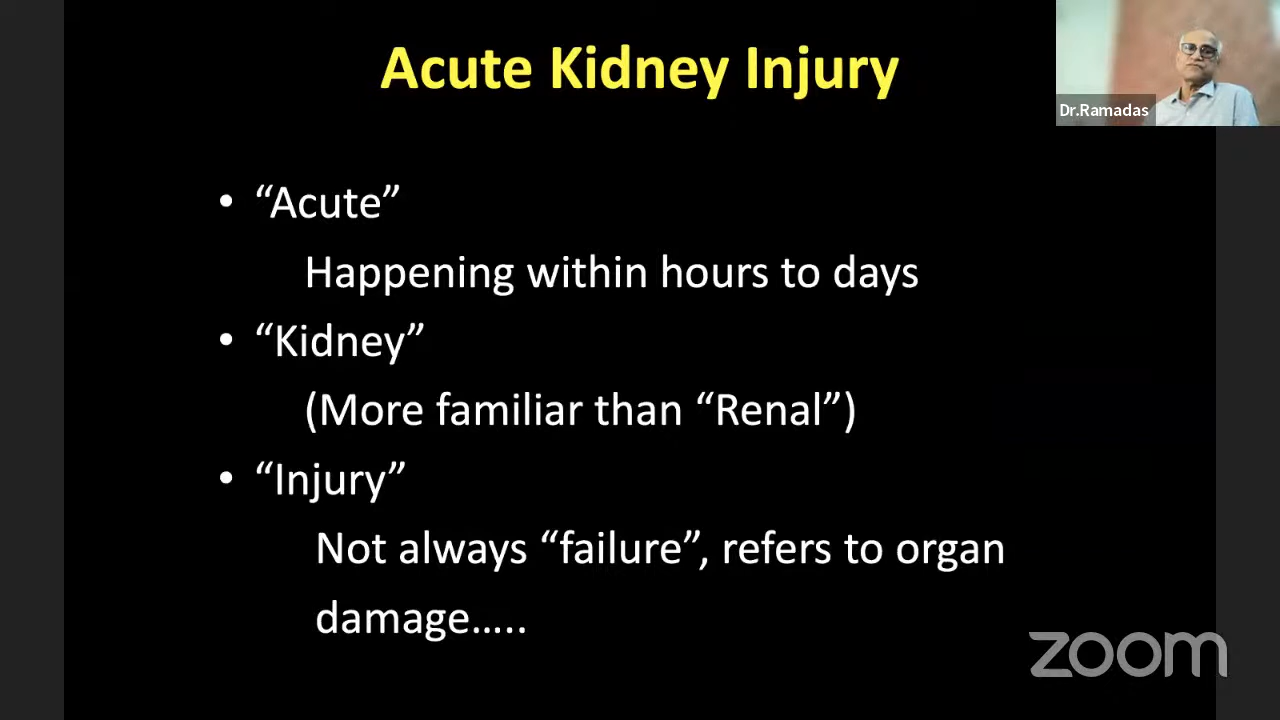 Acute Kidney Injury
Dr.Ramadas
• “Acute”
Happening within hours to days
• “Kidney”
(More familiar than “Renal”)
• “Injury”
Not always “failure”, refers to organ
damage.....
zoom